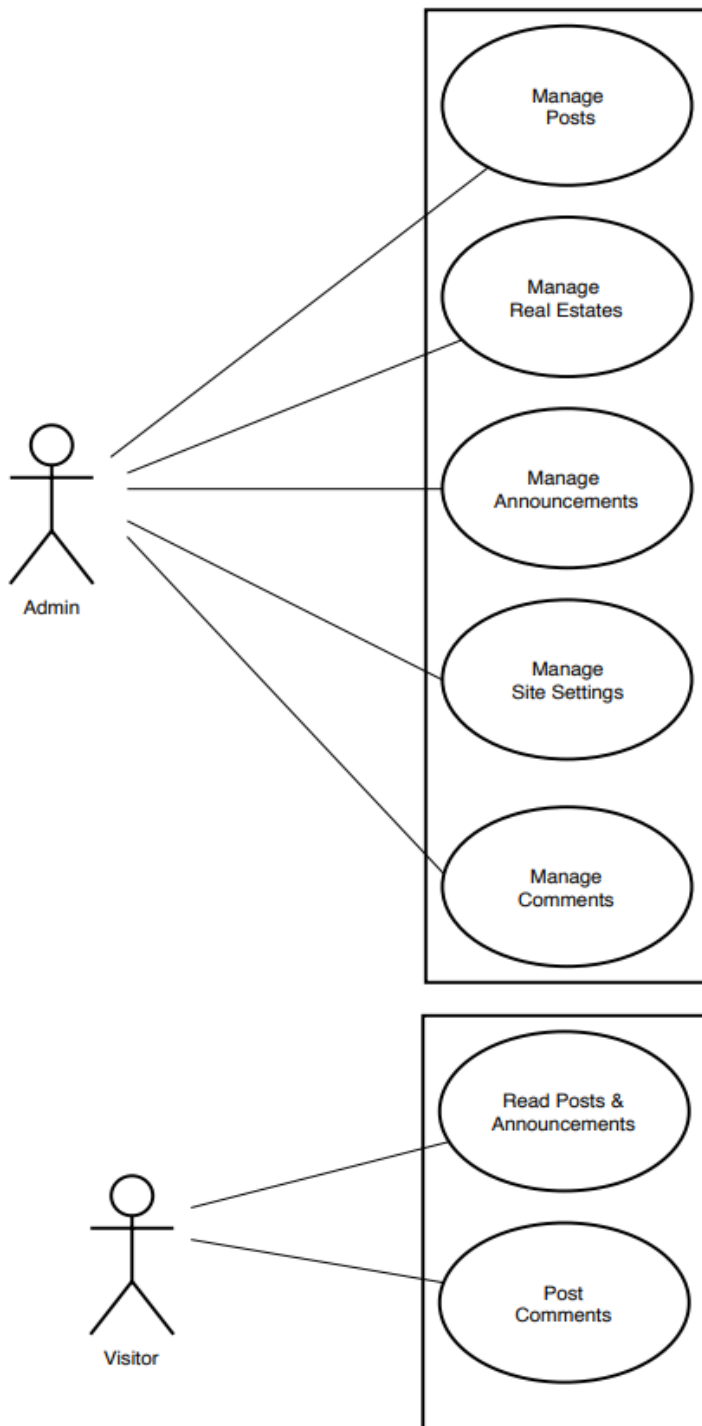 Manage
Posts
Manage
Real Estates
Manage
Announcements
Admin
Manage
Site Settings
Manage
Comments
Read Posts &
Announcements
Post
Comments
Visitor